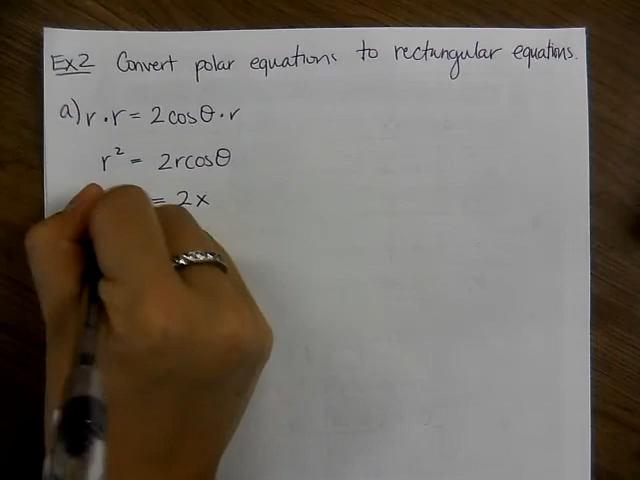 Ex2 Convert polar equations to rectangular equations.
a) r · r = 2cosθ · r
r² = 2rcosθ
= 2x